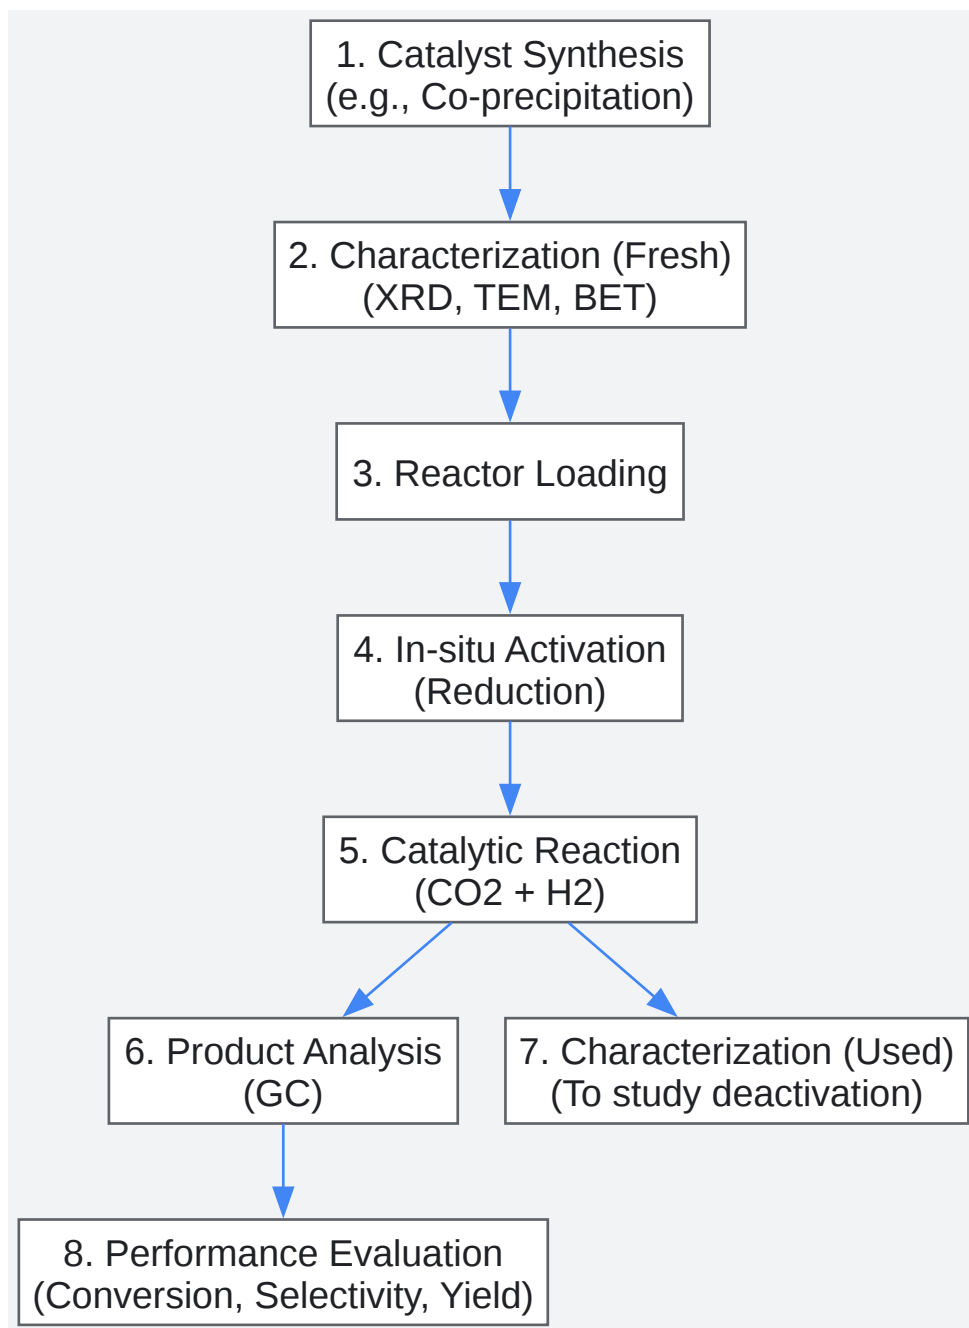 1. Catalyst Synthesis
(e.g., Co-precipitation)
2. Characterization (Fresh)
(XRD, TEM, BET)
3. Reactor Loading
4. In-situ Activation
(Reduction)
5. Catalytic Reaction
(CO2 + H2)
6. Product Analysis
(GC)
7. Characterization (Used)
(To study deactivation)
8. Performance Evaluation
(Conversion, Selectivity, Yield)